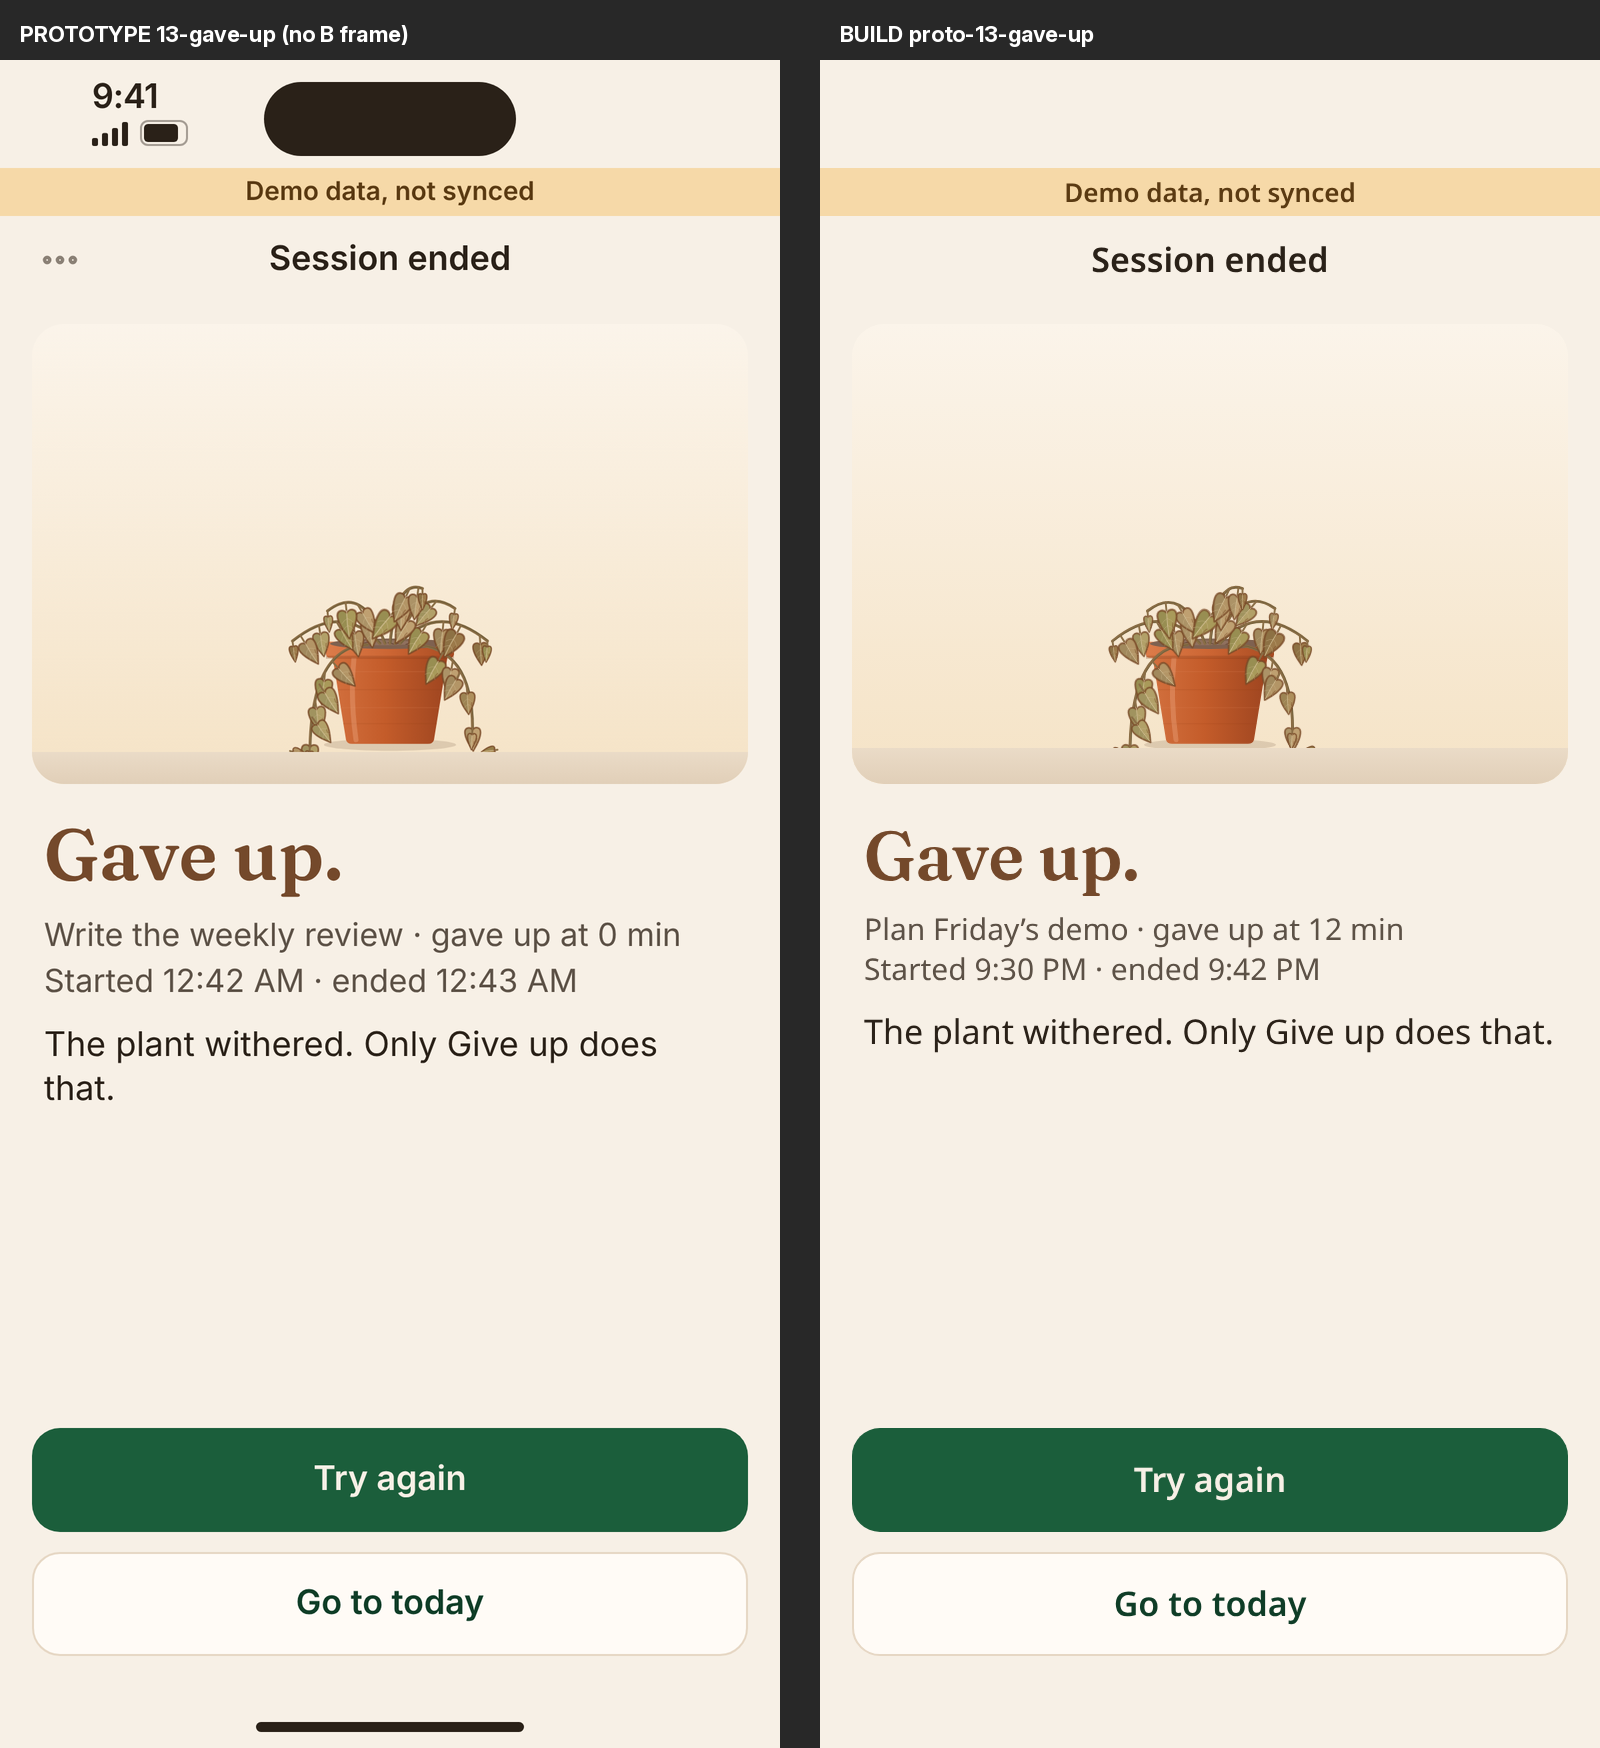 PROTOTYPE 13-gave-up (no B frame)
9:41
Demo data, not synced
Session ended
Gave up.
Write the weekly review · gave up at 0 min
Started 12:42 AM · ended 12:43 AM
The plant withered. Only Give up does
that.
Try again
Go to today
BUILD proto-13-gave-up
Demo data, not synced
Session ended
Gave up.
Plan Friday’s demo · gave up at 12 min
Started 9:30 PM · ended 9:42 PM
The plant withered. Only Give up does that.
Try again
Go to today